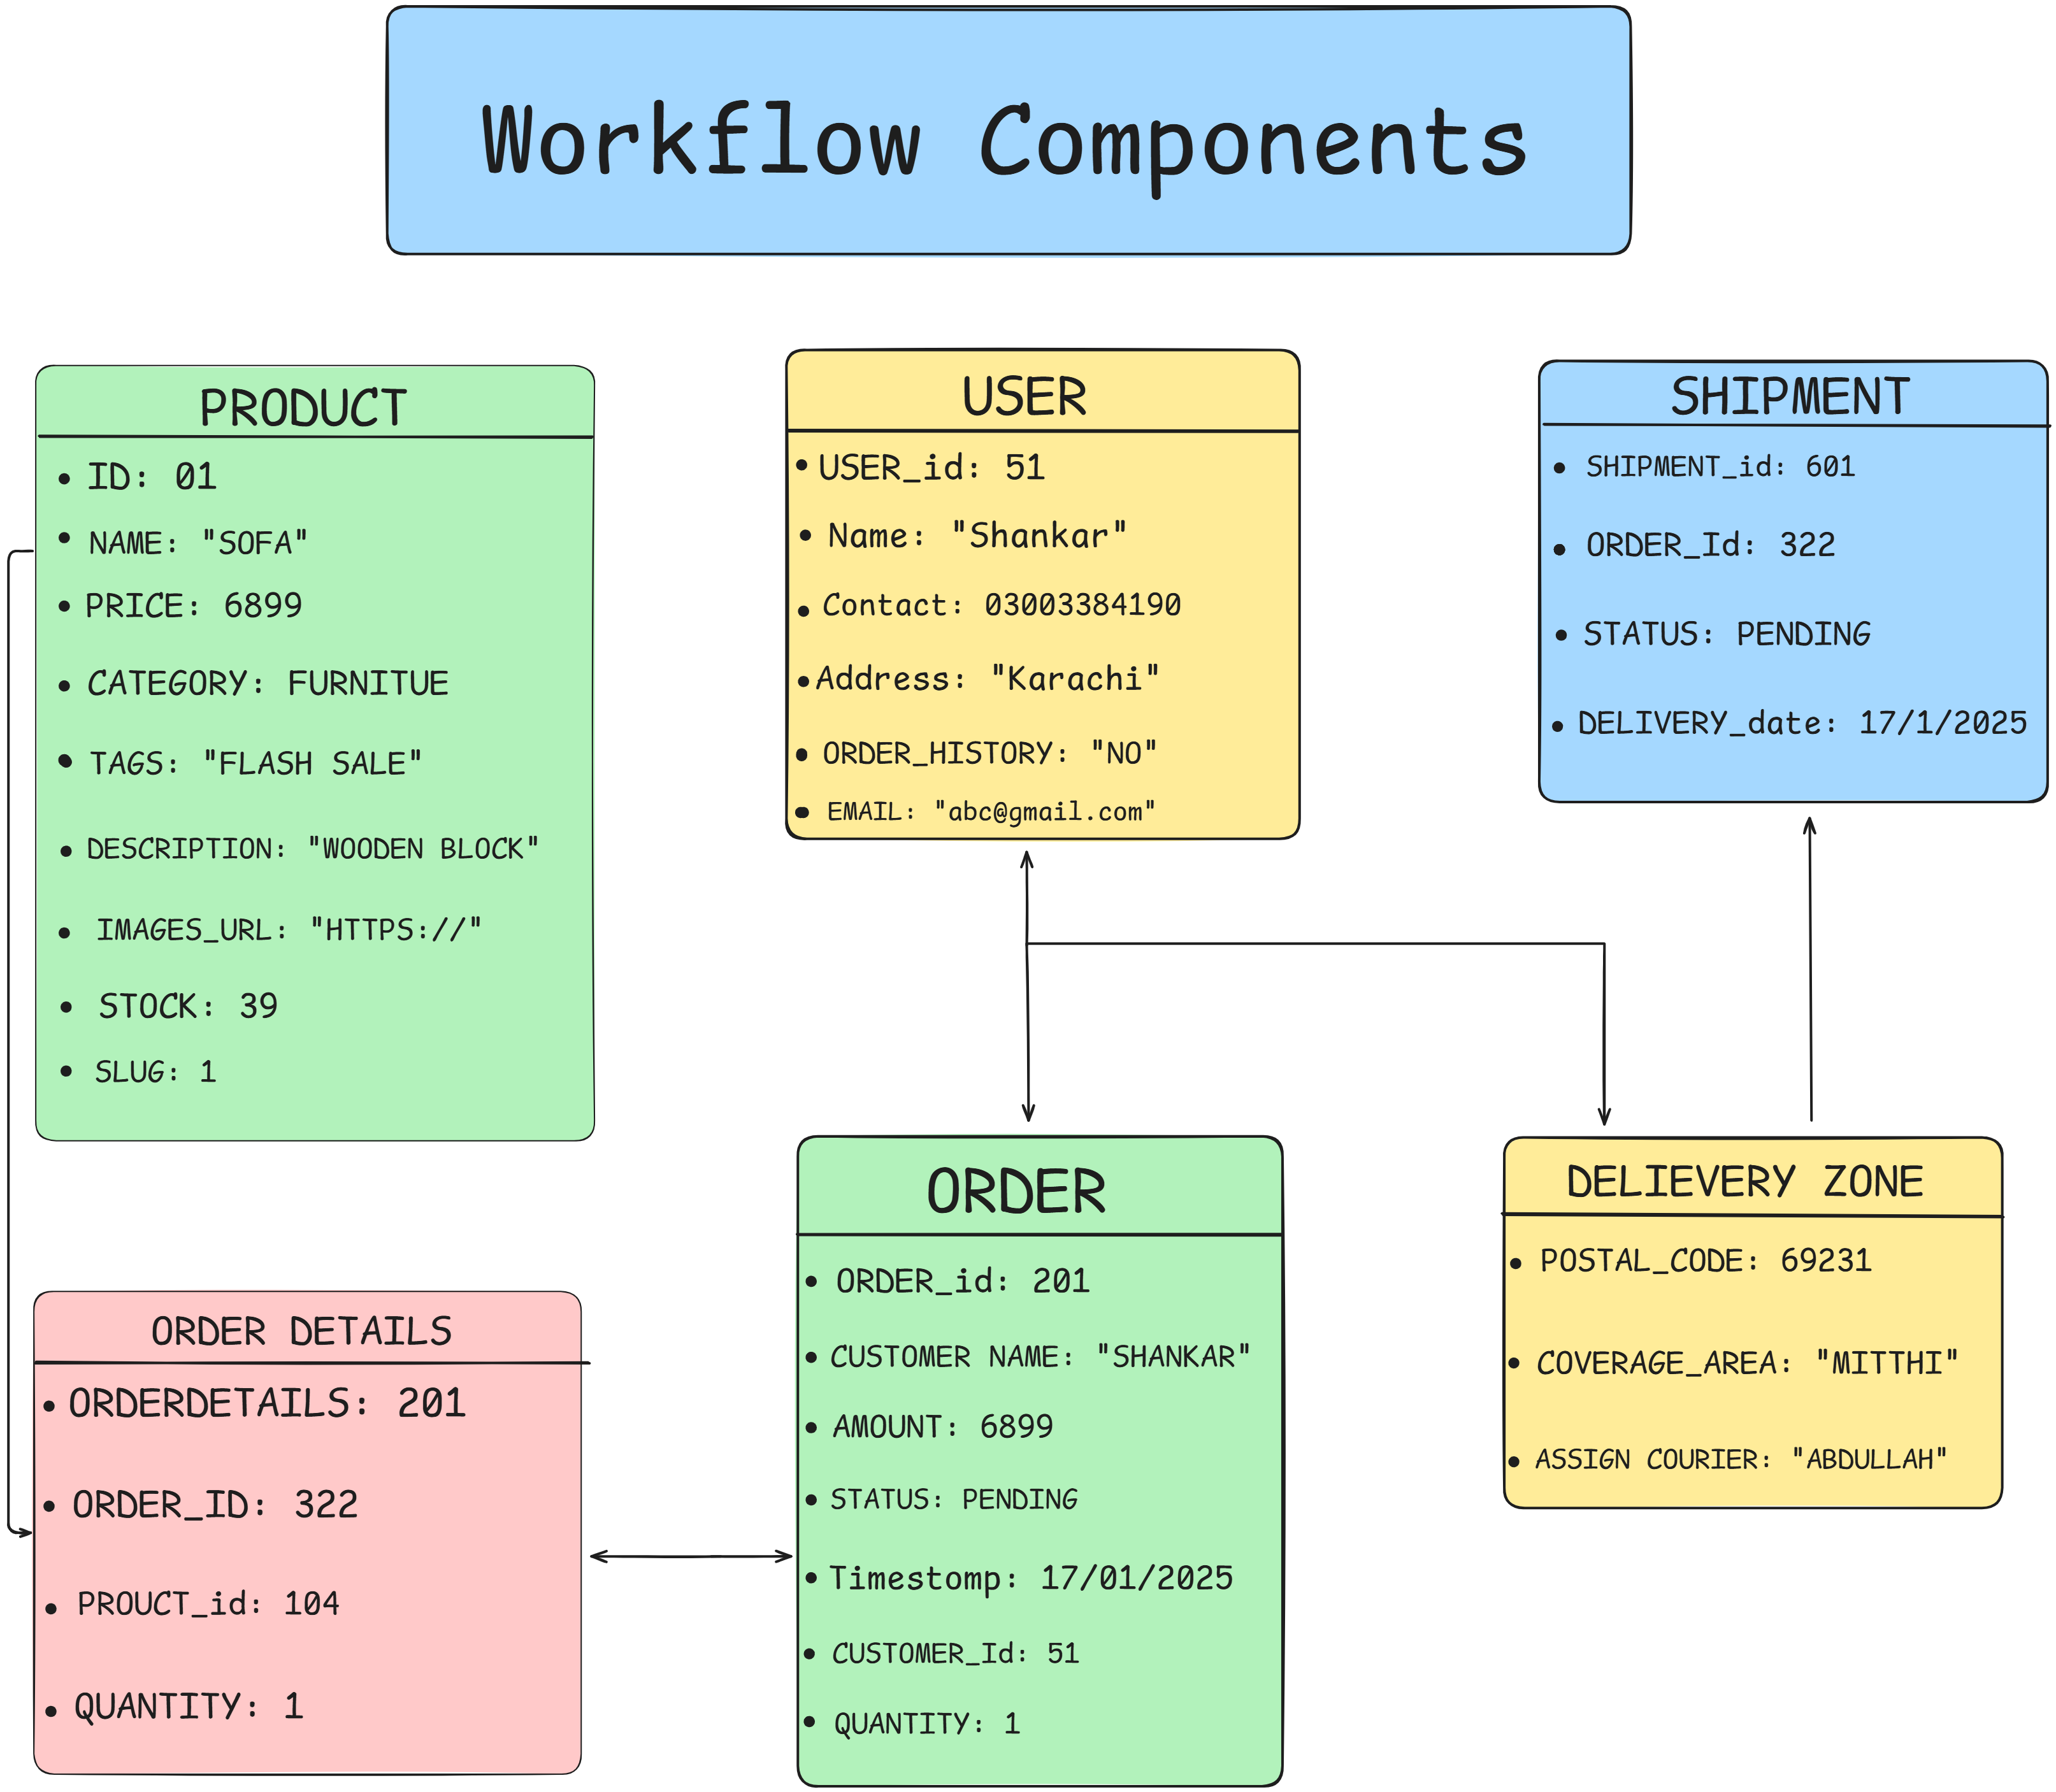 Workflow Components
PRODUCT
ID: 01
NAME: "SOFA"
PRICE: 6899
CATEGORY: FURNITUE
TAGS: "FLASH SALE"
DESCRIPTION: "WOODEN BLOCK"
IMAGES_URL: "HTTPS://"
STOCK: 39
SLUG: 1
USER
USER_id: 51
Name: "Shankar"
Contact: 03003384190
Address: "Karachi"
ORDER_HISTORY: "NO"
EMAIL: "abc@gmail.com"
SHIPMENT
SHIPMENT_id: 601
ORDER_Id: 322
STATUS: PENDING
DELIVERY_date: 17/1/2025
ORDER DETAILS
ORDERDETAILS: 201
ORDER_ID: 322
PROUCT_id: 104
QUANTITY: 1
ORDER
ORDER_id: 201
CUSTOMER NAME: "SHANKAR"
AMOUNT: 6899
STATUS: PENDING
Timestomp: 17/01/2025
CUSTOMER_Id: 51
QUANTITY: 1
DELIEVERY ZONE
POSTAL_CODE: 69231
COVERAGE_AREA: "MITTHI"
ASSIGN COURIER: "ABDULLAH"